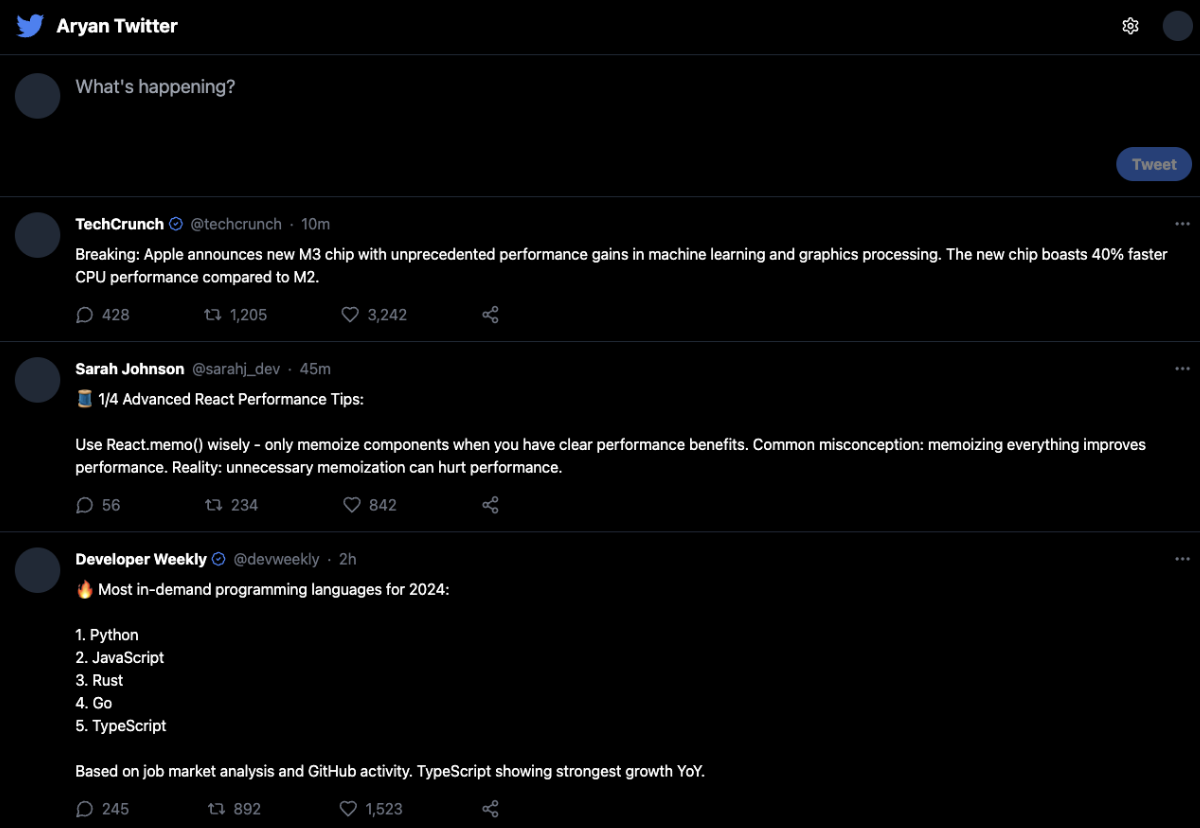 Aryan Twitter
What's happening?
Tweet
TechCrunch @techcrunch · 10m
Breaking: Apple announces new M3 chip with unprecedented performance gains in machine learning and graphics processing. The new chip boasts 40% faster
CPU performance compared to M2.
428 1,205 3,242
Sarah Johnson @sarahj_dev · 45m
🧵 1/4 Advanced React Performance Tips:
Use React.memo() wisely - only memoize components when you have clear performance benefits. Common misconception: memoizing everything improves
performance. Reality: unnecessary memoization can hurt performance.
56 234 842
Developer Weekly @devweekly · 2h
🔥 Most in-demand programming languages for 2024:
1. Python
2. JavaScript
3. Rust
4. Go
5. TypeScript
Based on job market analysis and GitHub activity. TypeScript showing strongest growth YoY.
245 892 1,523